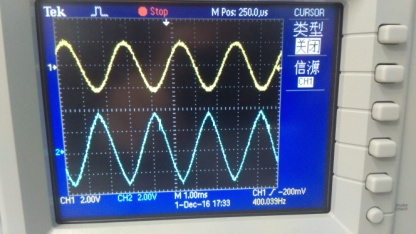 Tek Stop M Pos: 250.0μs CURSOR
类型
关闭
信源
CH1
1
2
CH1 2.00V CH2 2.00V M 1.00ms CH1 -200mV
1-Dec-16 17:33 400.039Hz